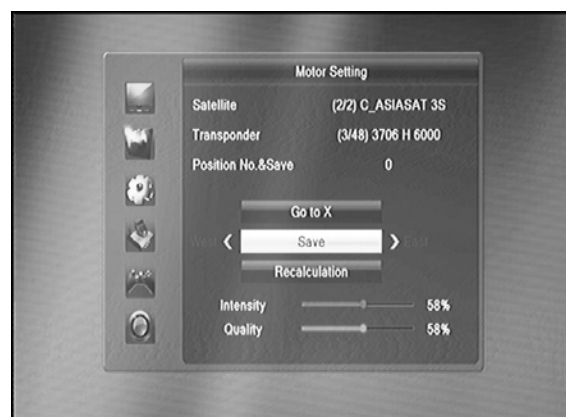 Motor Setting
Satellite (2/2) C_ASIASAT 3S
Transponder (3/48) 3706 H 6000
Position No.&Save 0
Go to X
West Save East
Recalculation
Intensity 58%
Quality 58%